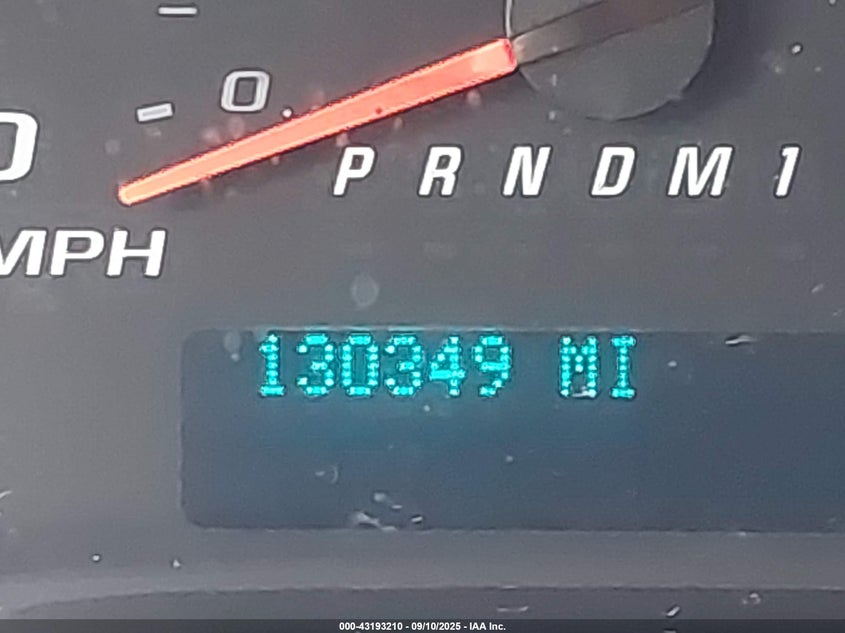 0
P R N D M 1
MPH
130349 MI
000-43193210 - 09/10/2025 - IAA Inc.